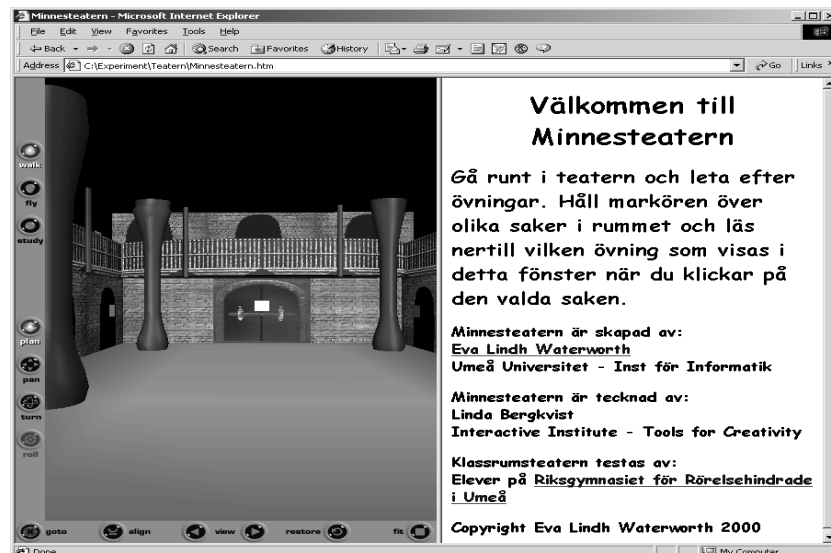 Minnesteatern - Microsoft Internet Explorer
File Edit View Favorites Tools Help
Back Search Favorites History
Address C:\Experiment\Teatern\Minnesteatern.htm Go Links »
walk
fly
study
plan
pan
turn
roll
goto align view restore fit
Välkommen till
Minnesteatern
Gå runt i teatern och leta efter
övningar. Håll markören över
olika saker i rummet och läs
nertill vilken övning som visas i
detta fönster när du klickar på
den valda saken.
Minnesteatern är skapad av:
Eva Lindh Waterworth
Umeå Universitet - Inst för Informatik
Minnesteatern är tecknad av:
Linda Bergkvist
Interactive Institute - Tools for Creativity
Klassrumsteatern testas av:
Elever på Riksgymnasiet för Rörelsehindrade
i Umeå
Copyright Eva Lindh Waterworth 2000
Done My Computer